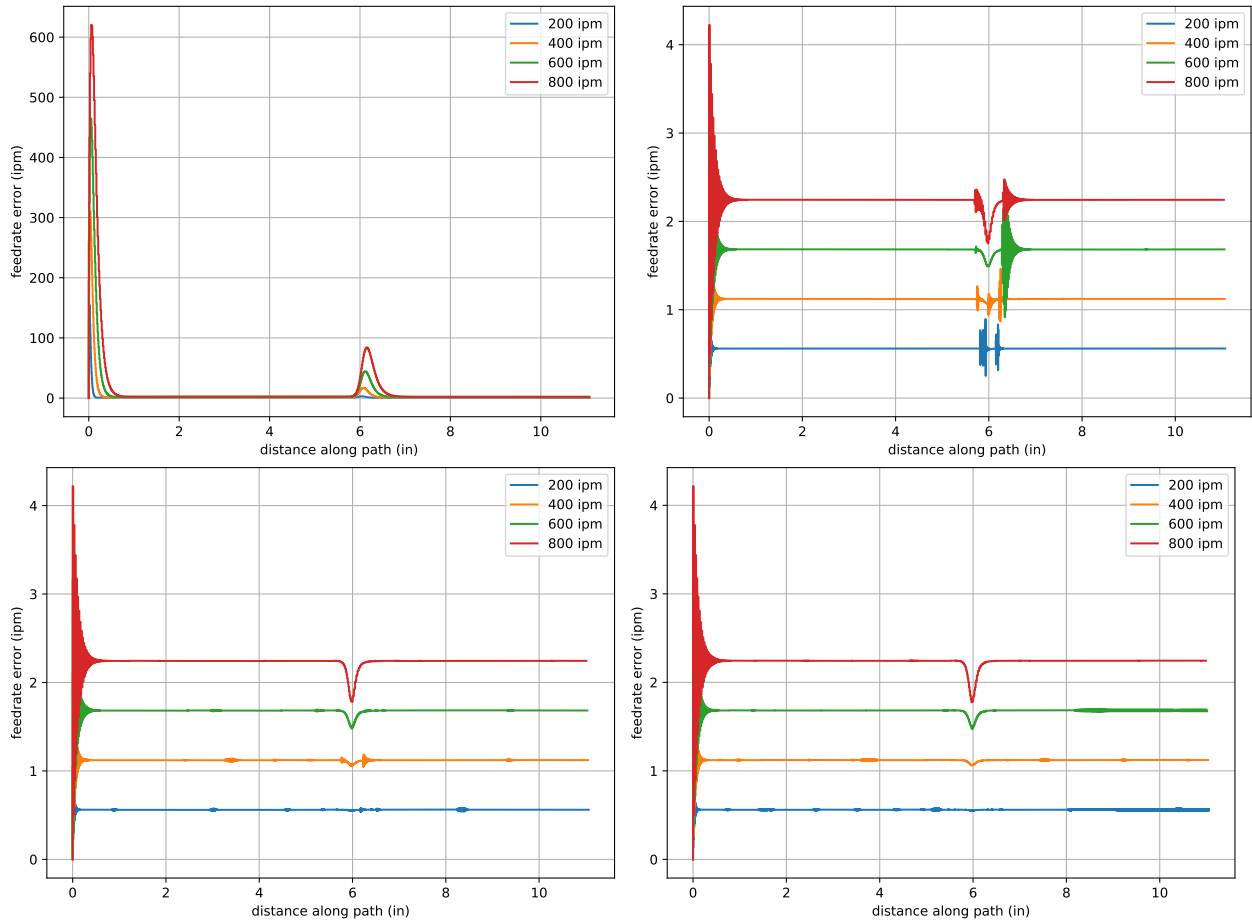 600
500
400
300
200
100
0
feedrate error (ipm)
0 2 4 6 8 10
distance along path (in)
200 ipm
400 ipm
600 ipm
800 ipm
4
3
2
1
0
feedrate error (ipm)
0 2 4 6 8 10
distance along path (in)
200 ipm
400 ipm
600 ipm
800 ipm
4
3
2
1
0
feedrate error (ipm)
0 2 4 6 8 10
distance along path (in)
200 ipm
400 ipm
600 ipm
800 ipm
4
3
2
1
0
feedrate error (ipm)
0 2 4 6 8 10
distance along path (in)
200 ipm
400 ipm
600 ipm
800 ipm